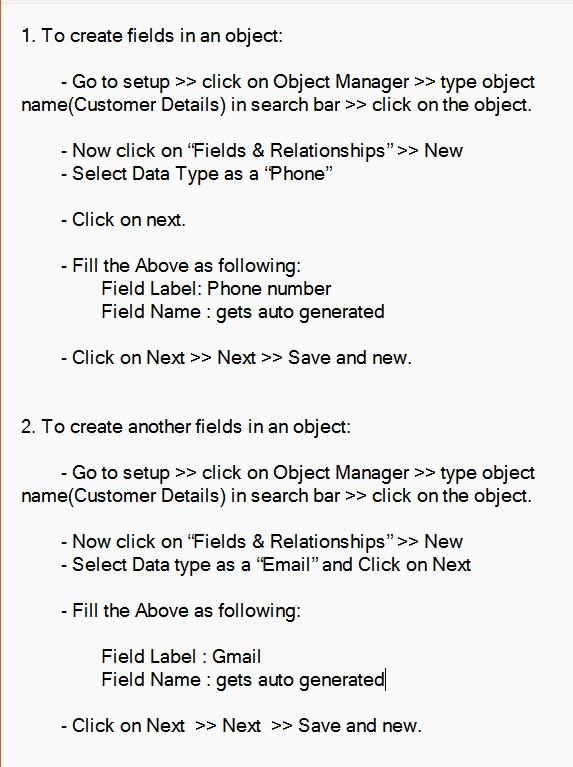 1. To create fields in an object:
- Go to setup >> click on Object Manager >> type object
name(Customer Details) in search bar >> click on the object.
- Now click on “Fields & Relationships” >> New
- Select Data Type as a “Phone”
- Click on next.
- Fill the Above as following:
Field Label: Phone number
Field Name : gets auto generated
- Click on Next >> Next >> Save and new.
2. To create another fields in an object:
- Go to setup >> click on Object Manager >> type object
name(Customer Details) in search bar >> click on the object.
- Now click on “Fields & Relationships” >> New
- Select Data type as a “Email” and Click on Next
- Fill the Above as following:
Field Label : Gmail
Field Name : gets auto generated
- Click on Next >> Next >> Save and new.